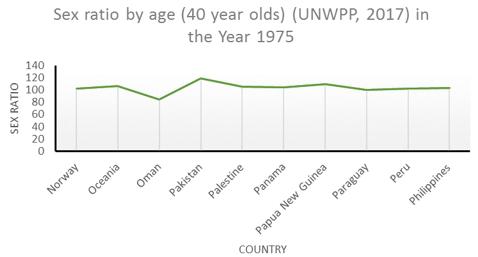 Sex ratio by age (40 year olds) (UNWPP, 2017) in
the Year 1975
SEX RATIO
140
120
100
80
60
40
20
0
Norway
Oceania
Oman
Pakistan
Palestine
Panama
Papua New Guinea
Paraguay
Peru
Philippines
COUNTRY